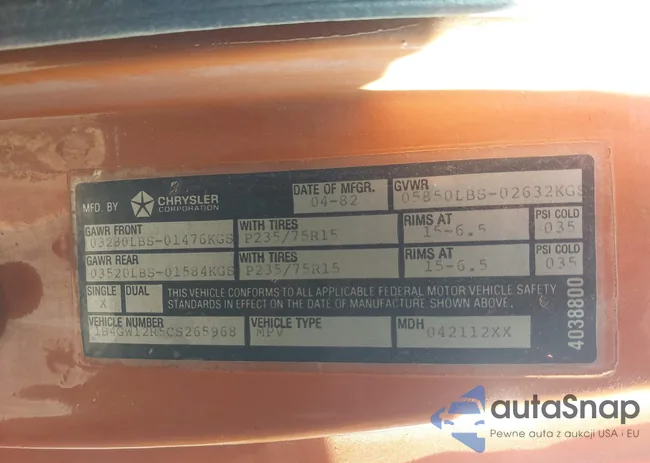 MFD. BY CHRYSLER CORPORATION
DATE OF MFGR. 04-82
GVWR 05850LBS-02632KGS
GAWR FRONT 03280LBS-01476KGS
WITH TIRES P235/75R15
RIMS AT 15-6.5
PSI COLD 035
GAWR REAR 03520LBS-01584KGS
WITH TIRES P235/75R15
RIMS AT 15-6.5
PSI COLD 035
SINGLE X DUAL
THIS VEHICLE CONFORMS TO ALL APPLICABLE FEDERAL MOTOR VEHICLE SAFETY
STANDARDS IN EFFECT ON THE DATE OF MANUFACTURE SHOWN ABOVE.
VEHICLE NUMBER 1B4GW12R5CS265968
VEHICLE TYPE MPV
MDH 042112XX
4038800
autaSnap
Pewne auta z aukcji USA i EU